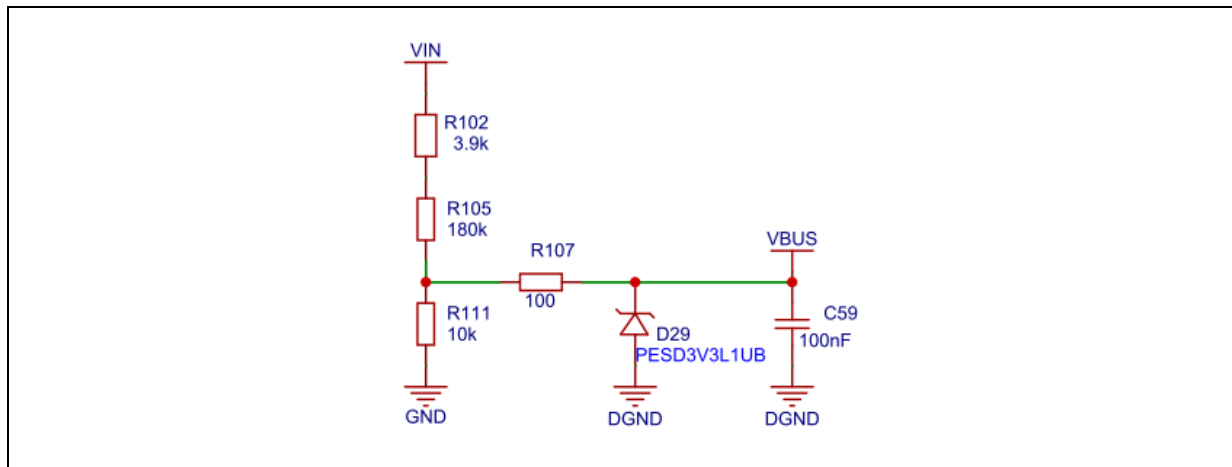 VIN
R102
3.9k
R105
180k
R107
100
VBUS
R111
10k
D29
PESD3V3L1UB
C59
100nF
GND
DGND
DGND